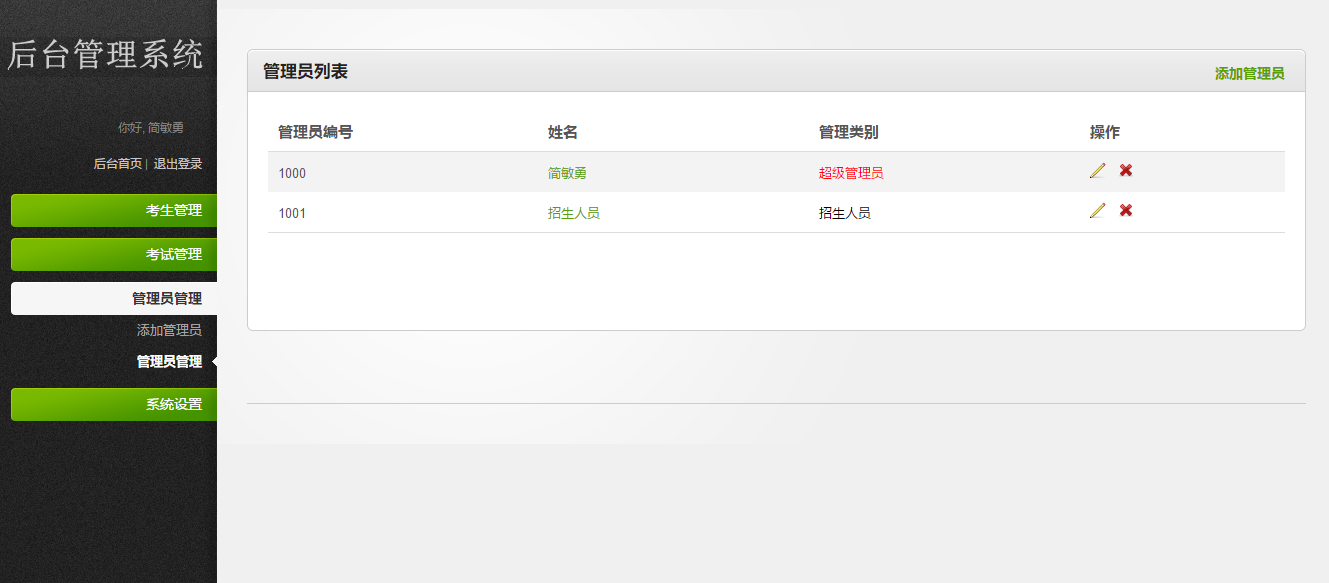 后台管理系统
你好, 简敏勇
后台首页 | 退出登录
考生管理
考试管理
管理员管理
添加管理员
管理员管理
系统设置
管理员列表 添加管理员
管理员编号 姓名 管理类别 操作
1000 简敏勇 超级管理员
1001 招生人员 招生人员